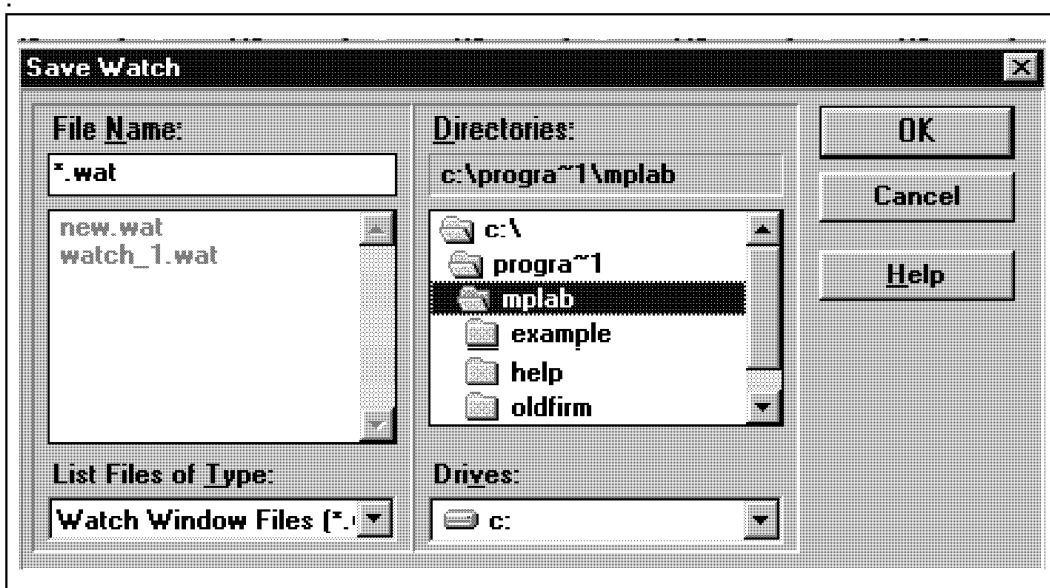 Save Watch
File Name:
*.wat
new.wat
watch_1.wat
List Files of Type:
Watch Window Files (*.
Directories:
c:\progra~1\mplab
c:\
progra~1
mplab
example
help
oldfirm
Drives:
c:
OK
Cancel
Help